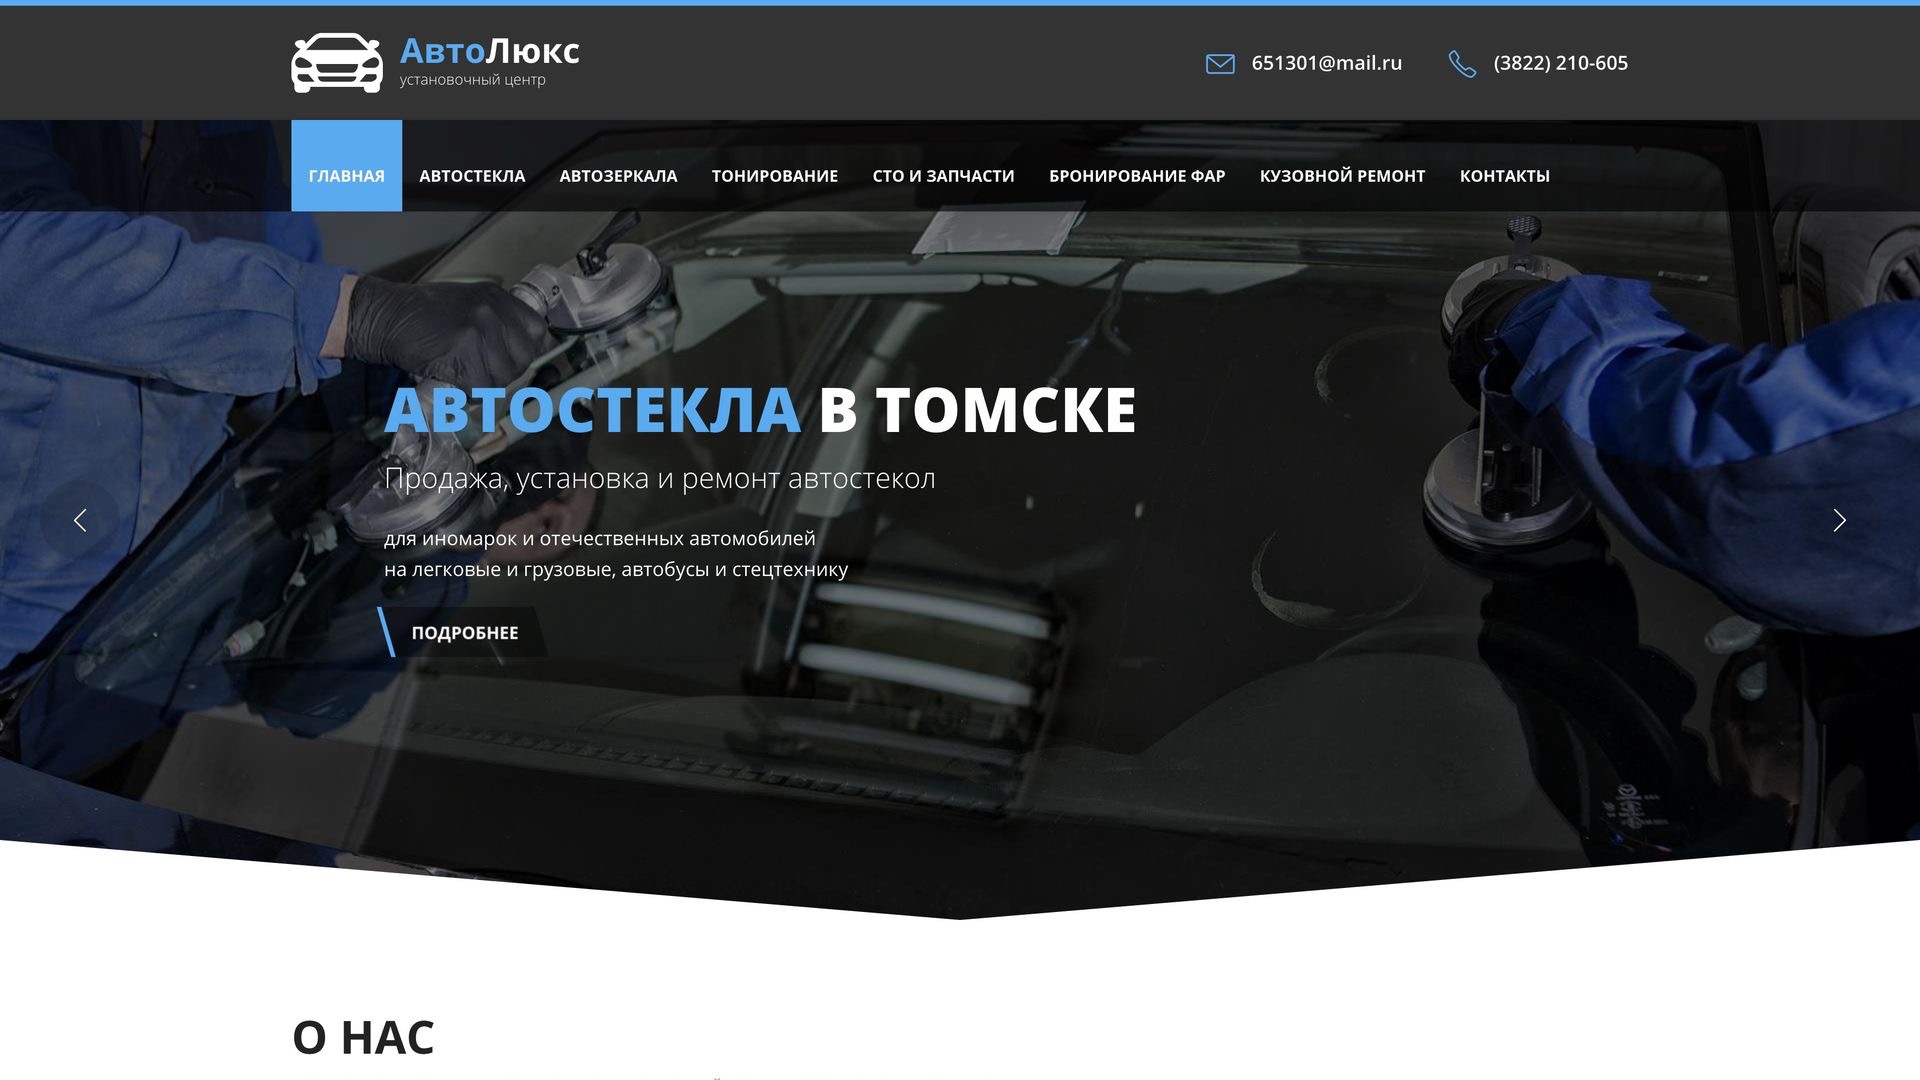 АвтоЛюкс
установочный центр
651301@mail.ru
(3822) 210-605
ГЛАВНАЯ
АВТОСТЕКЛА
АВТОЗЕРКАЛА
ТОНИРОВАНИЕ
СТО И ЗАПЧАСТИ
БРОНИРОВАНИЕ ФАР
КУЗОВНОЙ РЕМОНТ
КОНТАКТЫ
АВТОСТЕКЛА В ТОМСКЕ
Продажа, установка и ремонт автостекол
для иномарок и отечественных автомобилей
на легковые и грузовые, автобусы и стецтехнику
ПОДРОБНЕЕ
О НАС